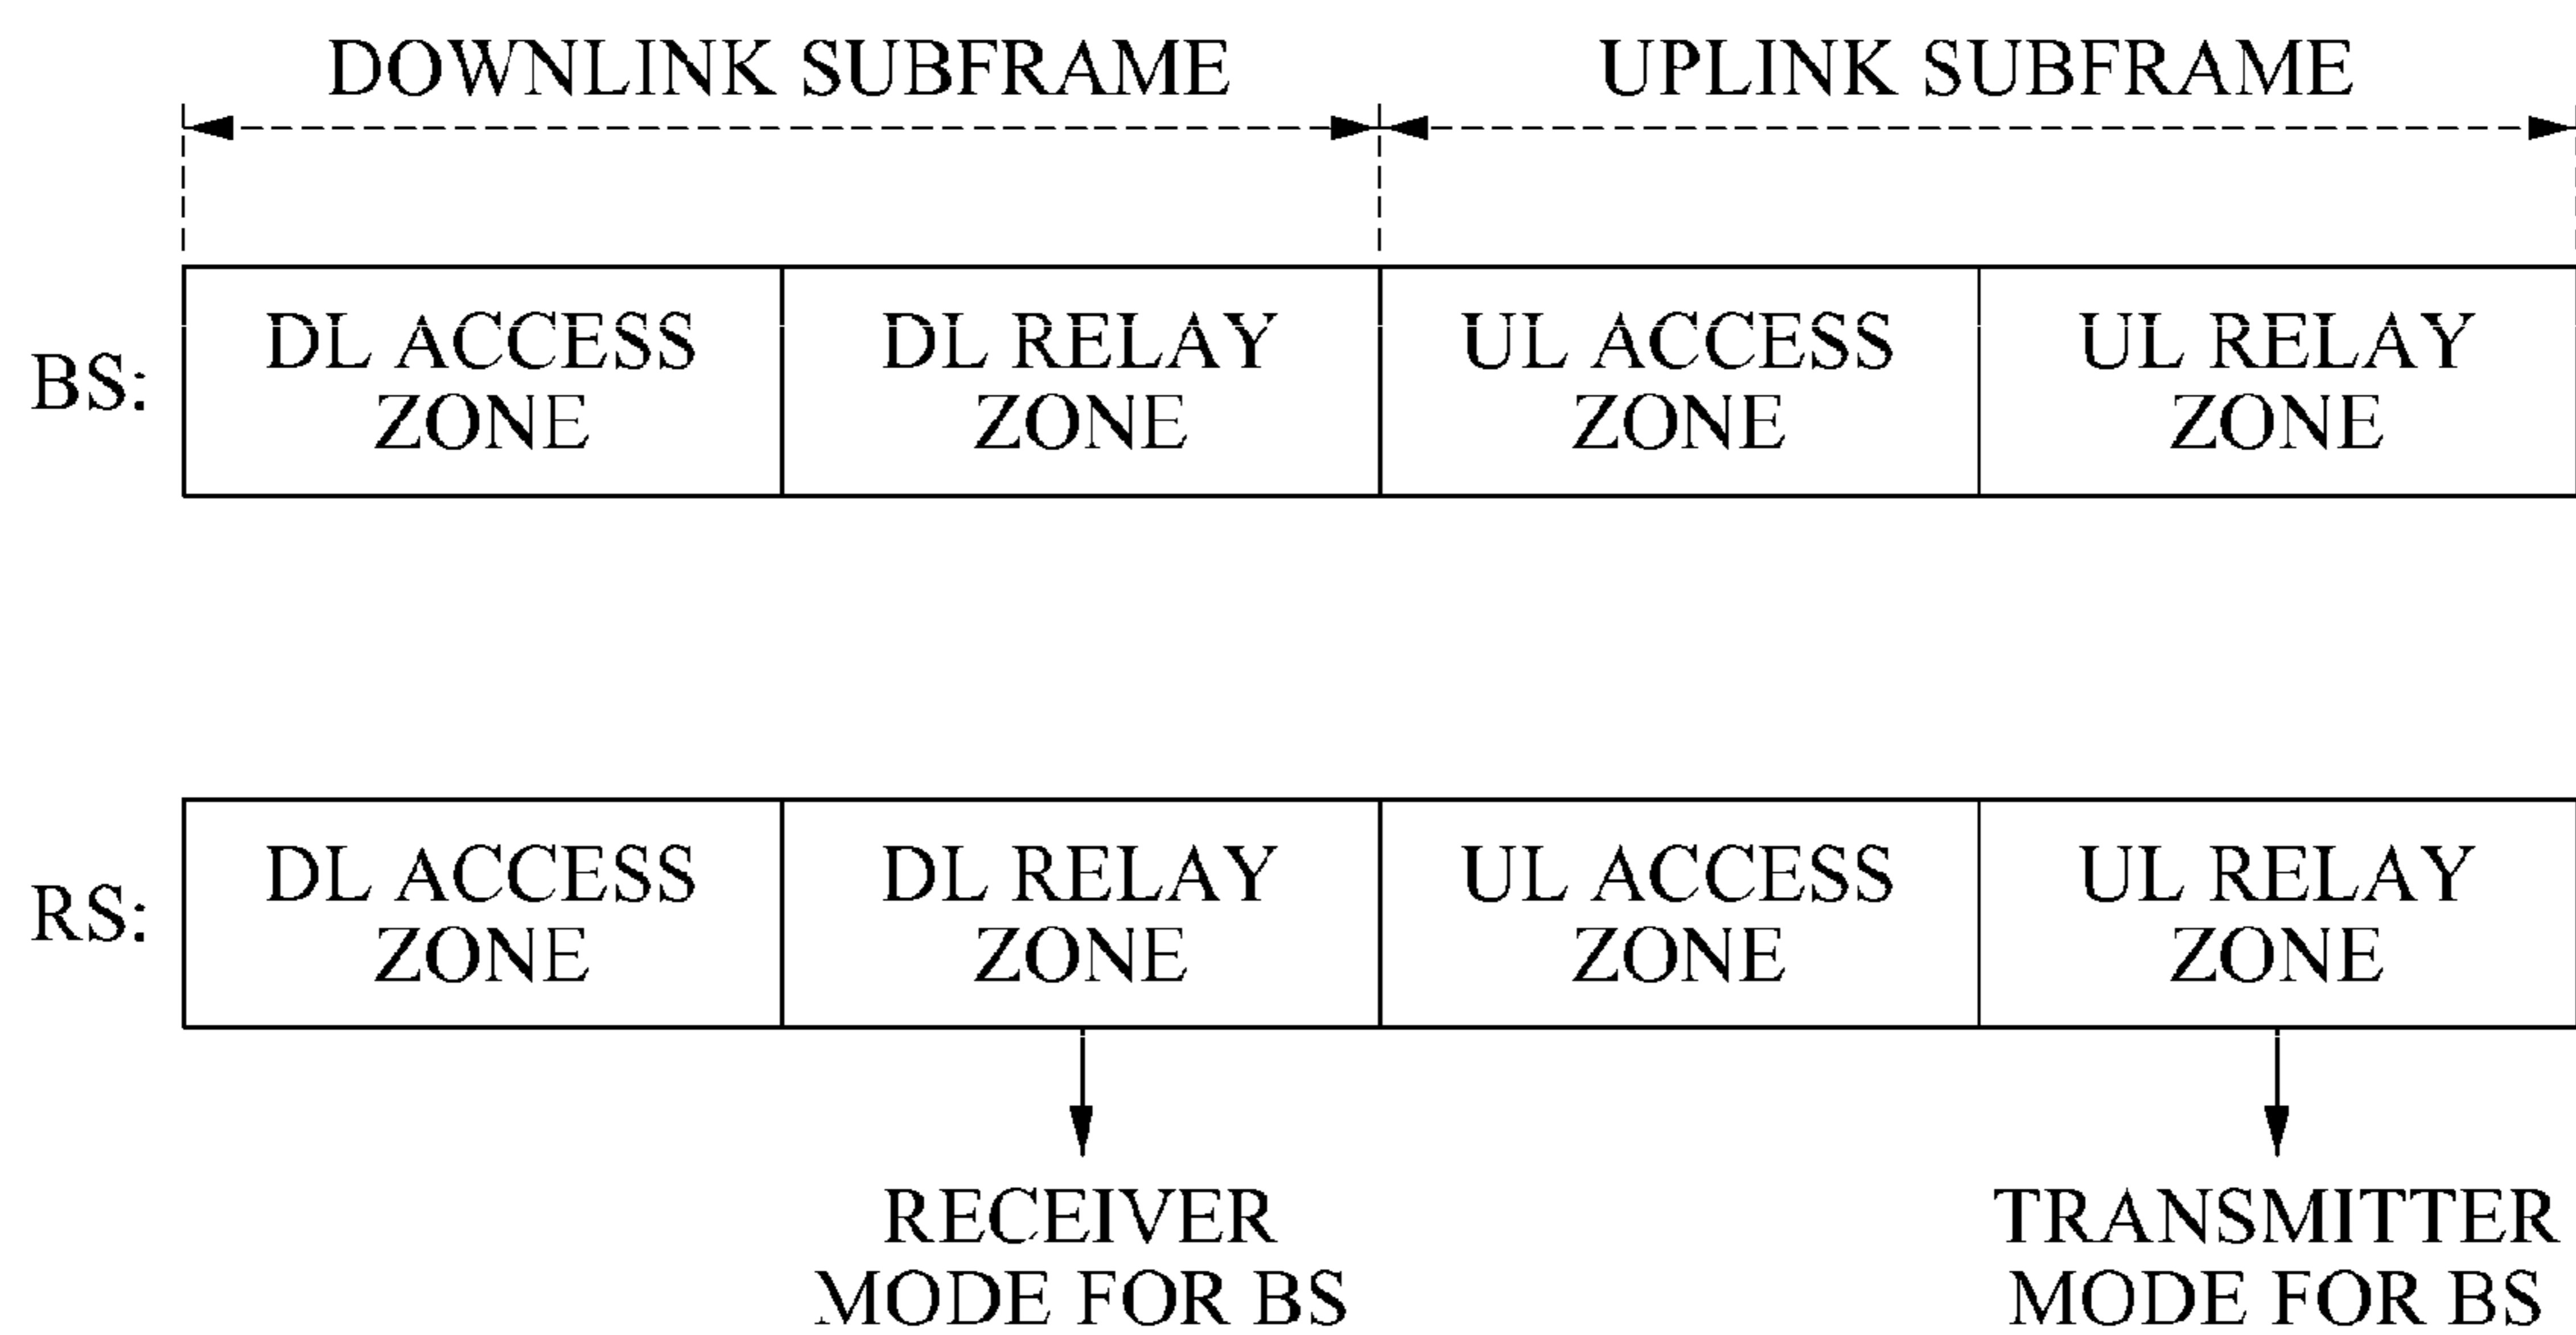 DOWNLINK SUBFRAME
UPLINK SUBFRAME
BS:
DL ACCESS
ZONE
DL RELAY
ZONE
UL ACCESS
ZONE
UL RELAY
ZONE
RS:
DL ACCESS
ZONE
DL RELAY
ZONE
UL ACCESS
ZONE
UL RELAY
ZONE
RECEIVER
MODE FOR BS
TRANSMITTER
MODE FOR BS